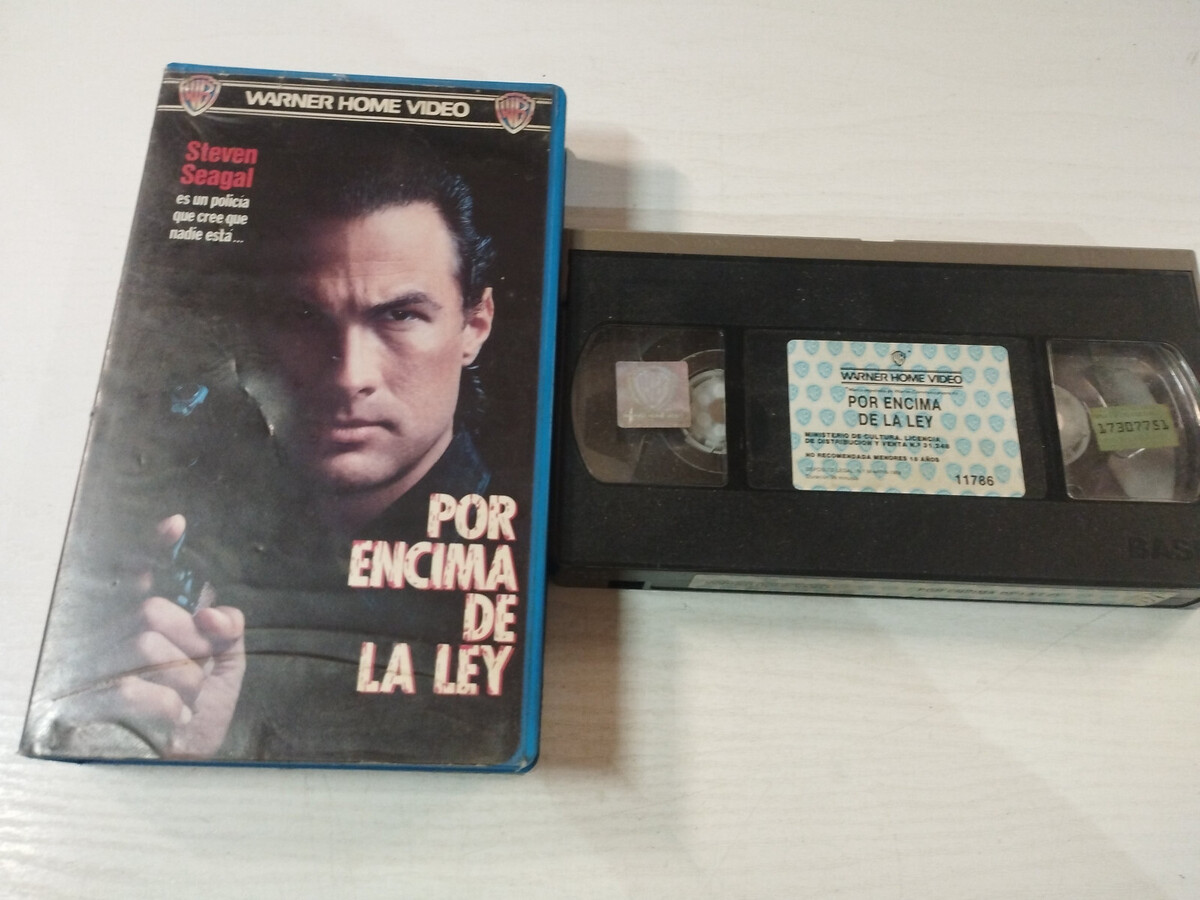 WARNER HOME VIDEO
Steven
Seagal
es un policía
que cree que
nadie está...
POR
ENCIMA
DE
LA LEY
WARNER HOME VIDEO
POR ENCIMA
DE LA LEY
MINISTERIO DE CULTURA. LICENCIA
DE DISTRIBUCION Y VENTA N.º 21.246
NO RECOMENDADA MENORES 18 AÑOS
11786
17307751
BAS